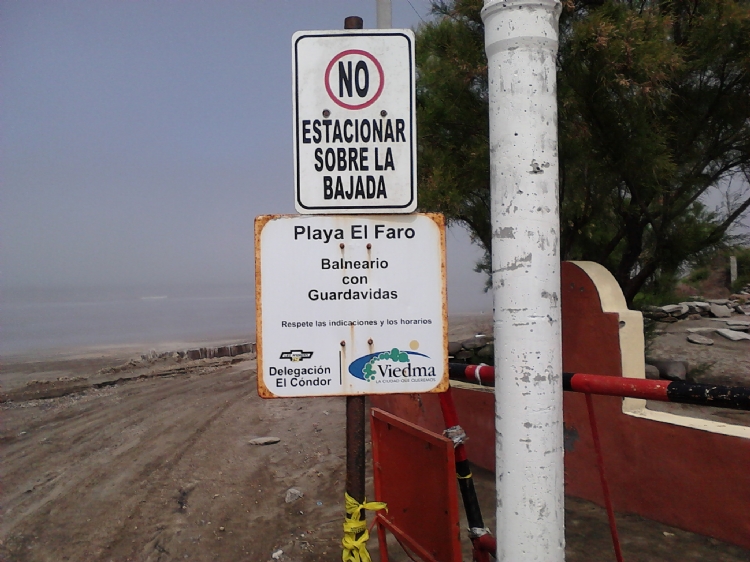 NO
ESTACIONAR
SOBRE LA
BAJADA
Playa El Faro
Balneario
con
Guardavidas
Respete las indicaciones y los horarios
Delegación
El Cóndor
Viedma